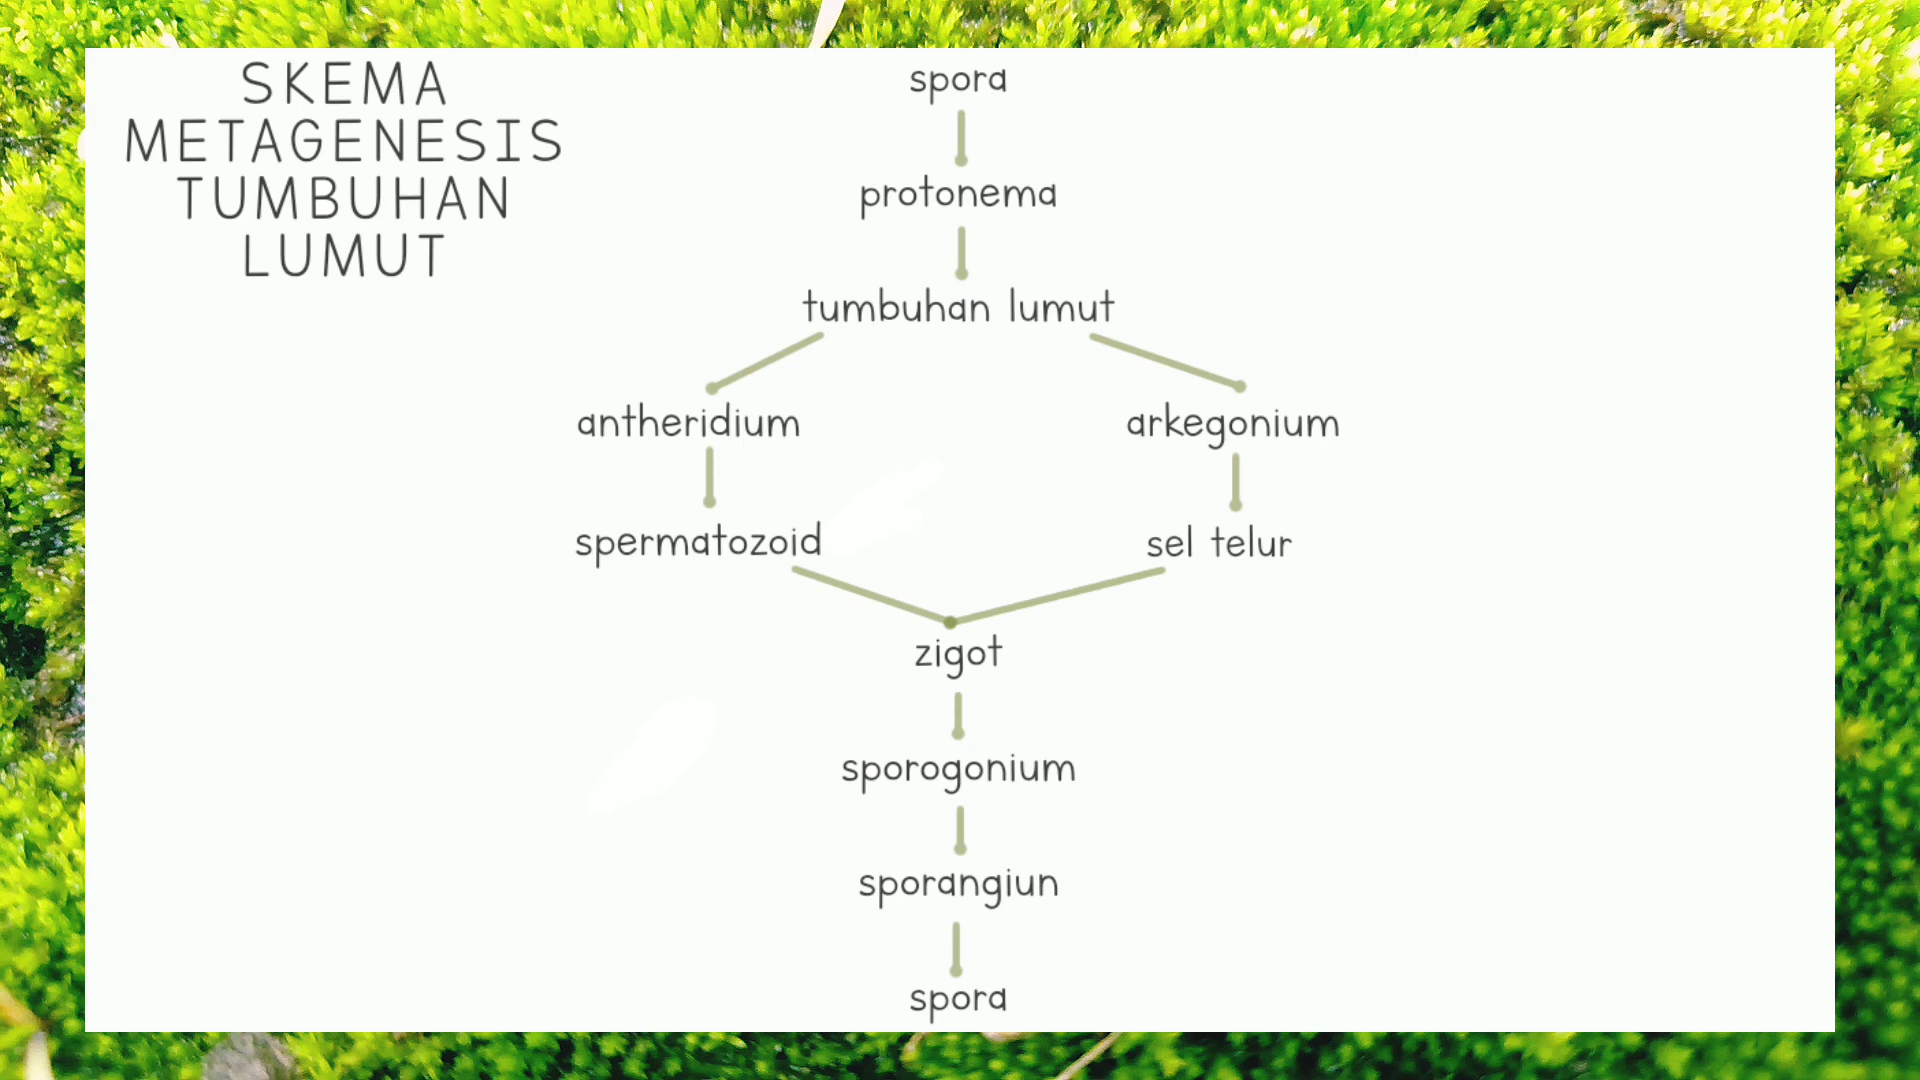 SKEMA
METAGENESIS
TUMBUHAN
LUMUT
spora
protonema
tumbuhan lumut
antheridium
arkegonium
spermatozoid
sel telur
zigot
sporogonium
sporangiun
spora